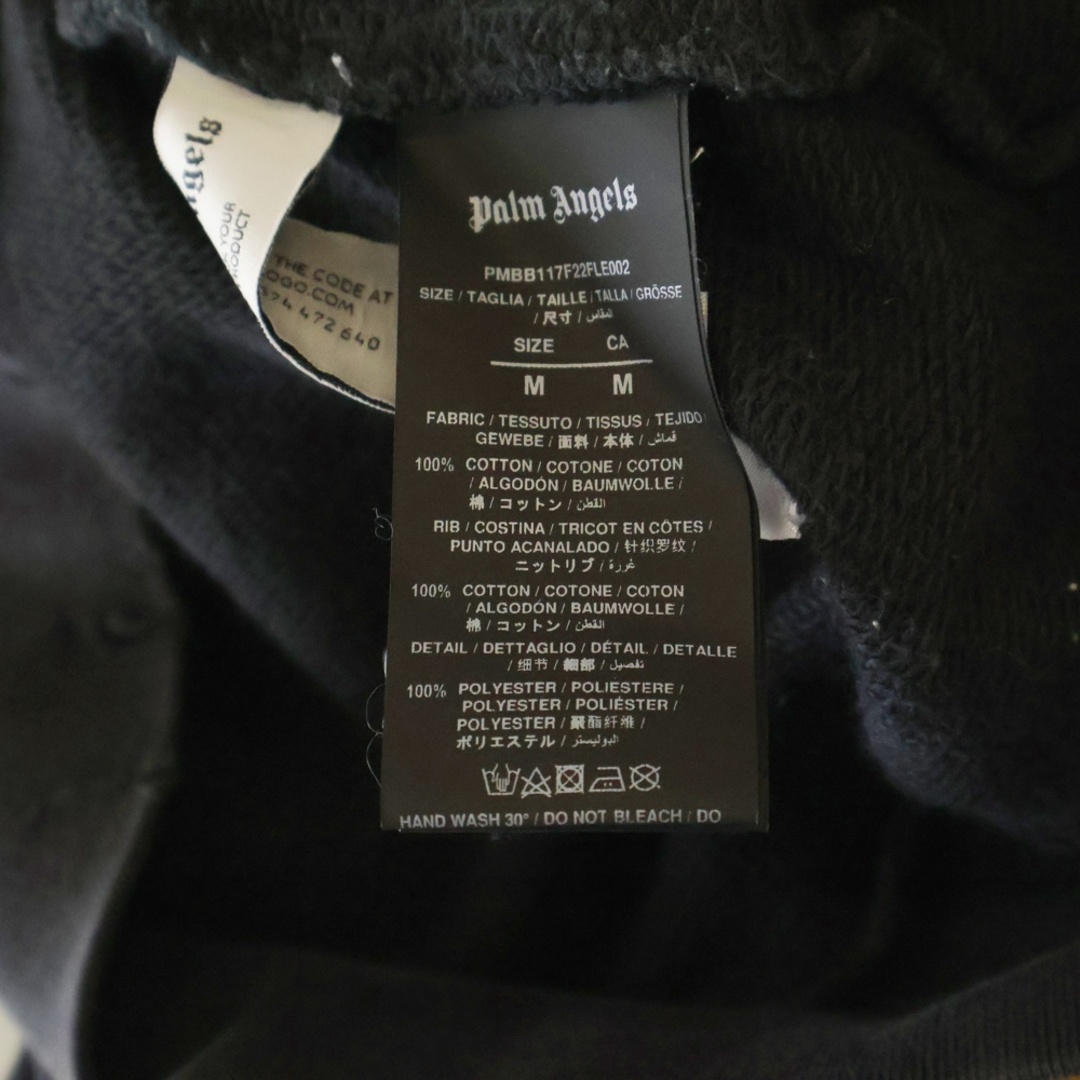 Palm Angels
PMBB117F22FLE002
SIZE / TAGLIA / TAILLE / TALLA / GRÖSSE
/ 尺寸 / المقاس
SIZE CA
M M
FABRIC / TESSUTO / TISSUS / TEJIDO
GEWEBE / 面料 / 本体 / قماش
100% COTTON / COTONE / COTON
/ ALGODÓN / BAUMWOLLE /
棉 / コットン / القطن
RIB / COSTINA / TRICOT EN CÔTES /
PUNTO ACANALADO / 针织罗纹 /
ニットリブ / غرزة
100% COTTON / COTONE / COTON
/ ALGODÓN / BAUMWOLLE /
棉 / コットン / القطن
DETAIL / DETTAGLIO / DÉTAIL / DETALLE
/ 细节 / 細部 / تفصيل
100% POLYESTER / POLIESTERE /
POLYESTER / POLIÉSTER /
POLYESTER / 聚酯纤维 /
ポリエステル / البوليستر
HAND WASH 30° / DO NOT BLEACH / DO
ngels
YOUR
THE CODE AT
OGO.COM
472 640